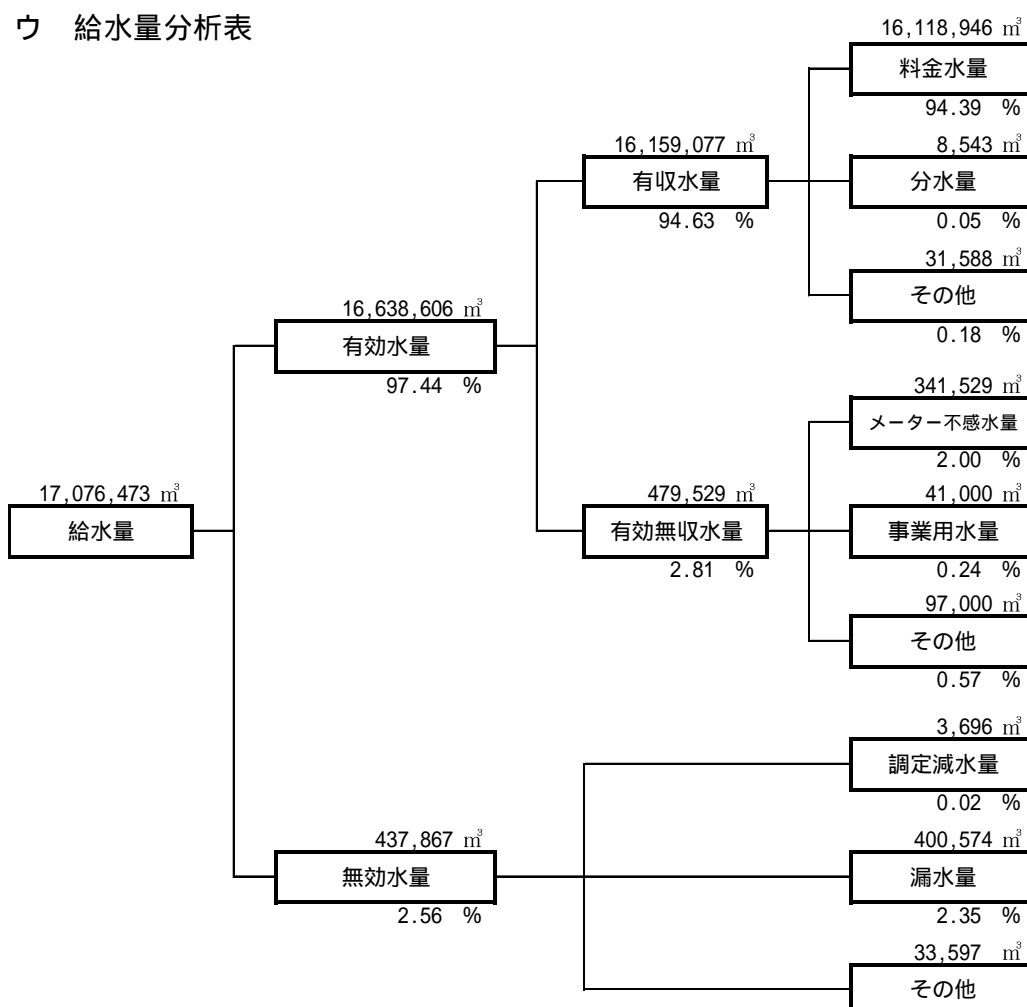 ウ　給水量分析表
16,118,946 ㎥
料金水量
94.39 %
16,159,077 ㎥
有収水量
94.63 %
8,543 ㎥
分水量
0.05 %
31,588 ㎥
その他
0.18 %
16,638,606 ㎥
有効水量
97.44 %
341,529 ㎥
メーター不感水量
2.00 %
17,076,473 ㎥
給水量
479,529 ㎥
有効無収水量
2.81 %
41,000 ㎥
事業用水量
0.24 %
97,000 ㎥
その他
0.57 %
3,696 ㎥
調定減水量
0.02 %
437,867 ㎥
無効水量
2.56 %
400,574 ㎥
漏水量
2.35 %
33,597 ㎥
その他